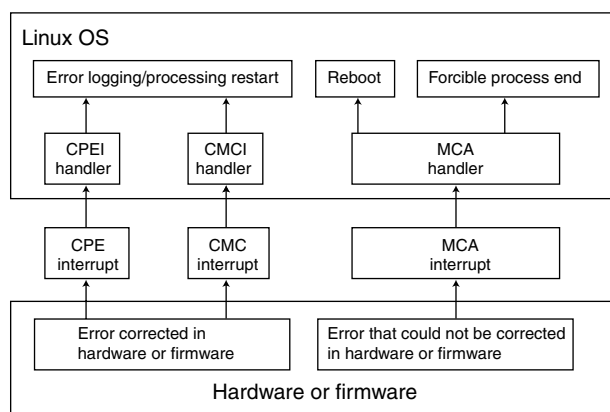 Linux OS
Error logging/processing restart
Reboot
Forcible process end
CPEI
handler
CMCI
handler
MCA
handler
CPE
interrupt
CMC
interrupt
MCA
interrupt
Error corrected in
hardware or firmware
Error that could not be corrected
in hardware or firmware
Hardware or firmware